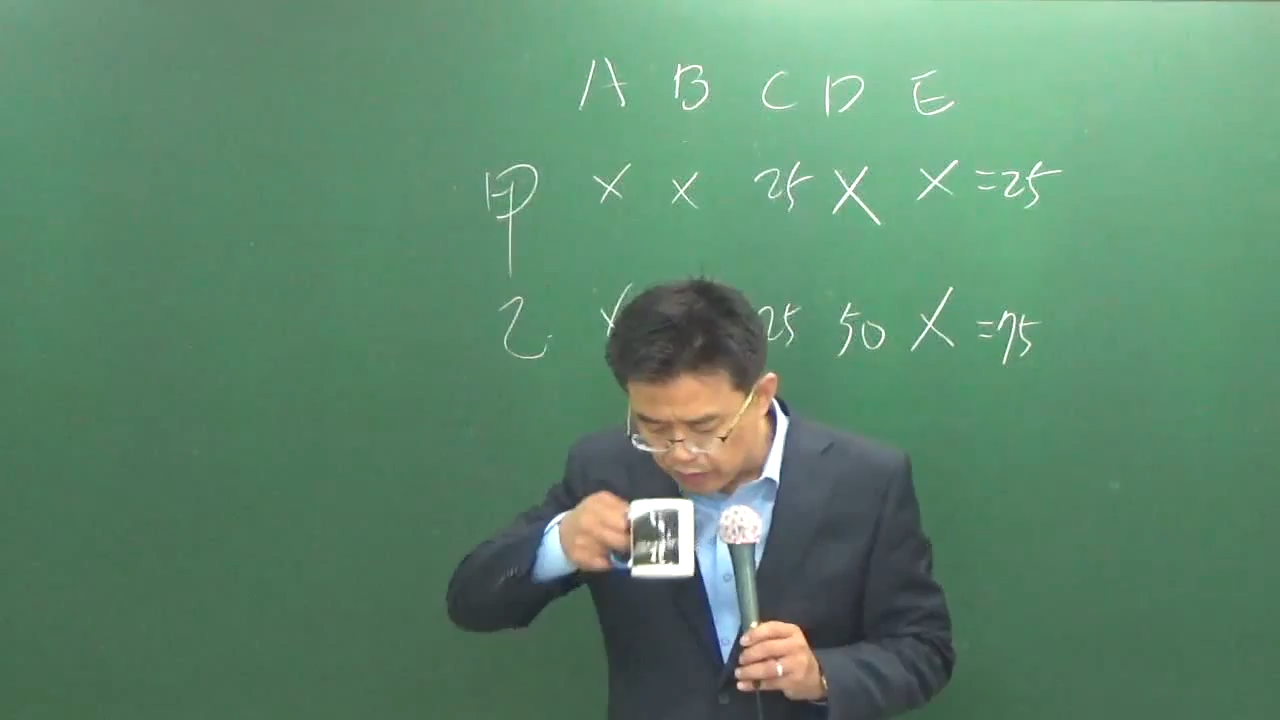 A B C D E
甲 × × 25 × × =25
乙 × 25 50 × =75